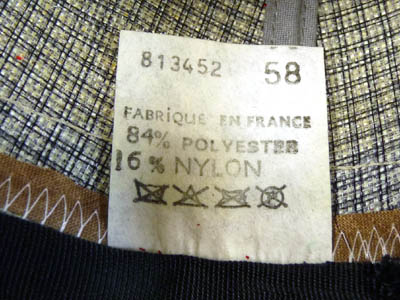 813452 58
FABRIQUE EN FRANCE
84% POLYESTER
16% NYLON